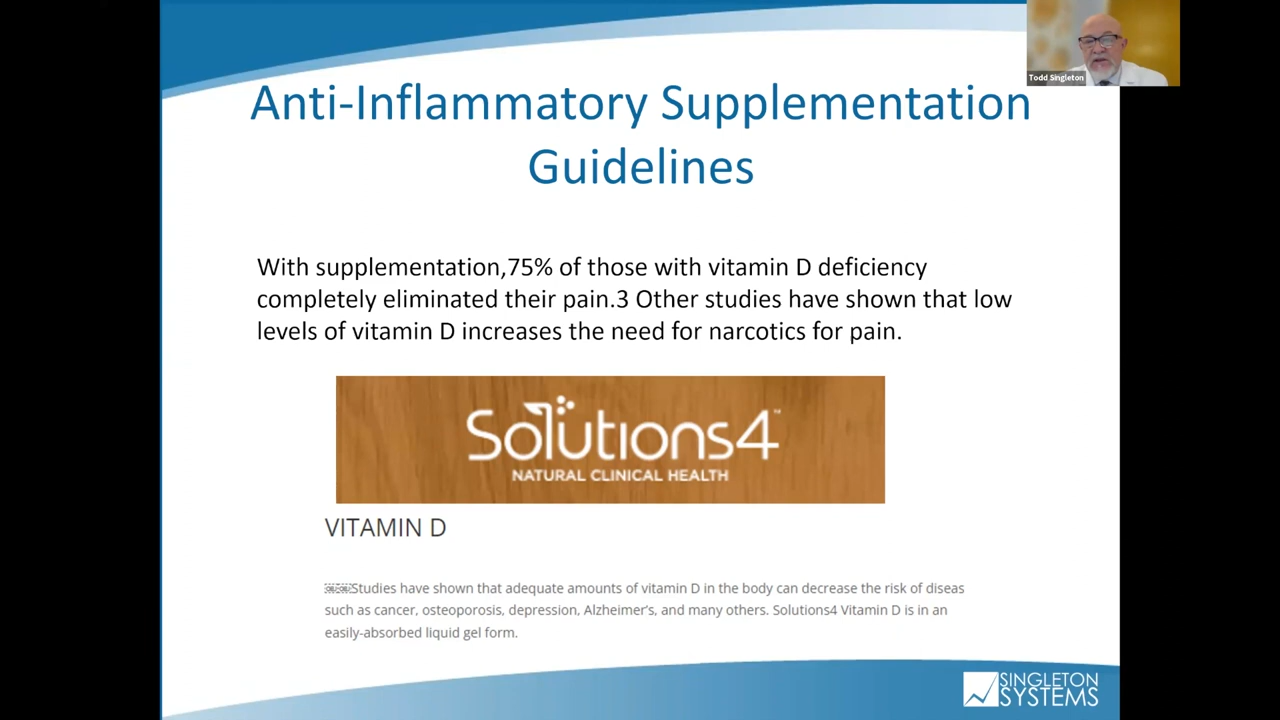 Todd Singleton
Anti-Inflammatory Supplementation
Guidelines
With supplementation,75% of those with vitamin D deficiency
completely eliminated their pain.3 Other studies have shown that low
levels of vitamin D increases the need for narcotics for pain.
Solutions4™
NATURAL CLINICAL HEALTH
VITAMIN D
Studies have shown that adequate amounts of vitamin D in the body can decrease the risk of diseas
such as cancer, osteoporosis, depression, Alzheimer's, and many others. Solutions4 Vitamin D is in an
easily-absorbed liquid gel form.
SINGLETON
SYSTEMS